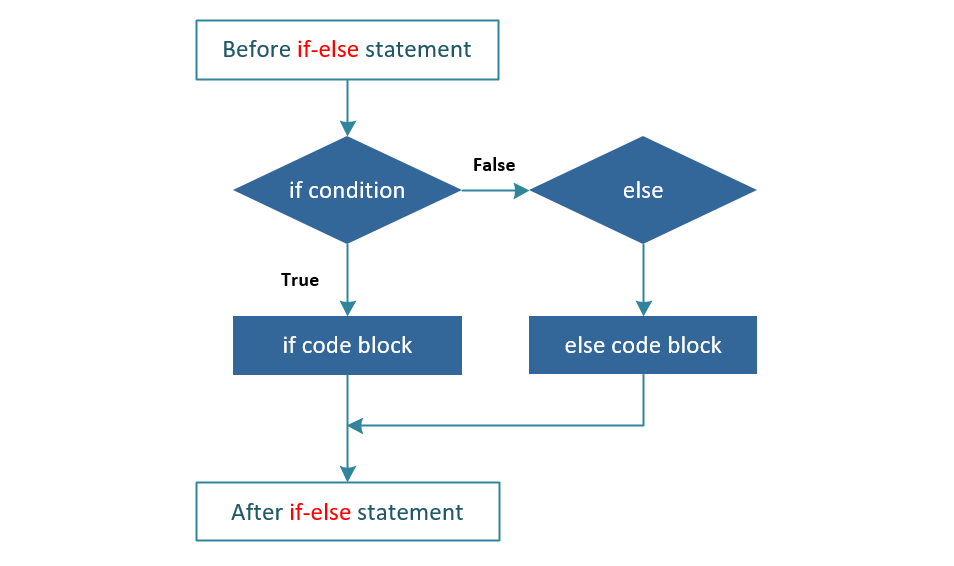 Before if-else statement
False
if condition
else
True
if code block
else code block
After if-else statement